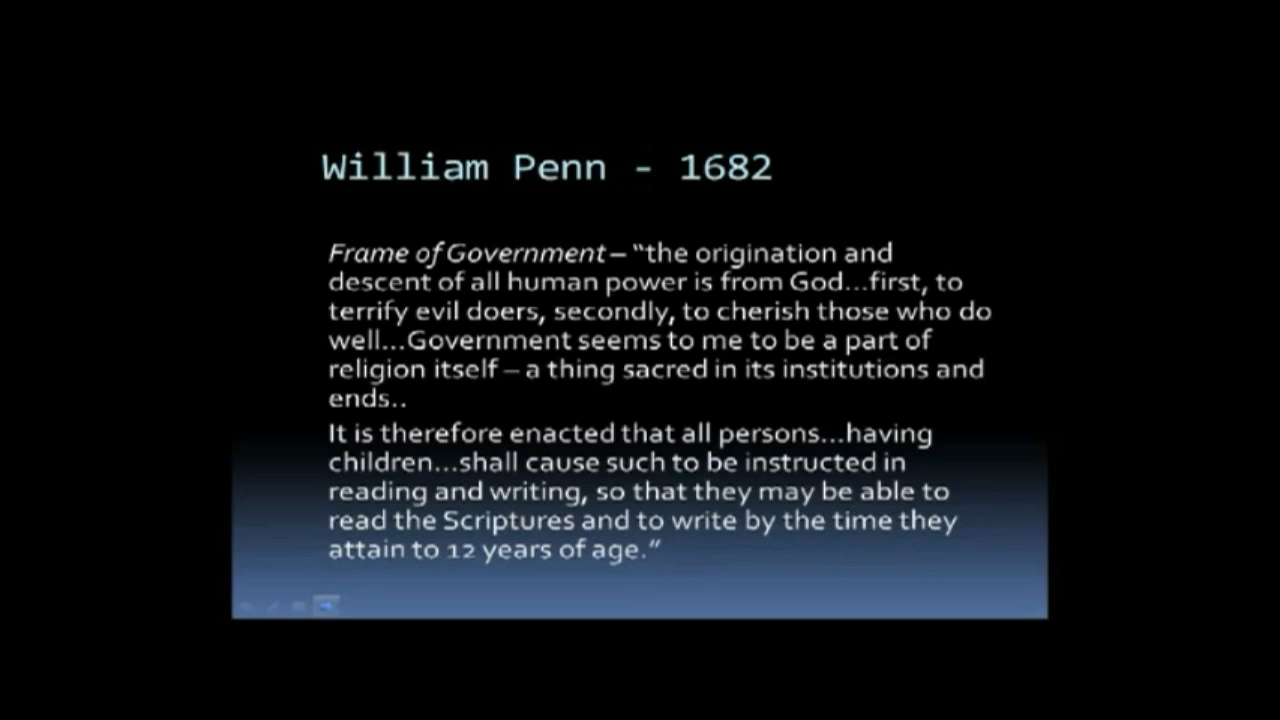 William Penn - 1682
Frame of Government – “the origination and
descent of all human power is from God...first, to
terrify evil doers, secondly, to cherish those who do
well...Government seems to me to be a part of
religion itself – a thing sacred in its institutions and
ends..
It is therefore enacted that all persons...having
children...shall cause such to be instructed in
reading and writing, so that they may be able to
read the Scriptures and to write by the time they
attain to 12 years of age.”